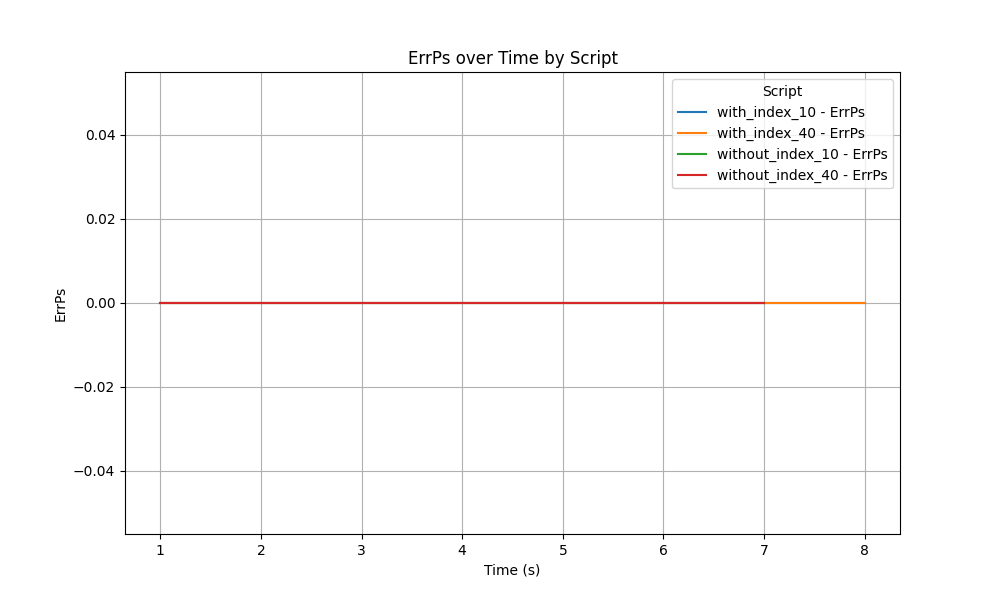 ErrPs over Time by Script
Script
with_index_10 - ErrPs
with_index_40 - ErrPs
without_index_10 - ErrPs
without_index_40 - ErrPs
ErrPs
0.04
0.02
0.00
−0.02
−0.04
1 2 3 4 5 6 7 8
Time (s)